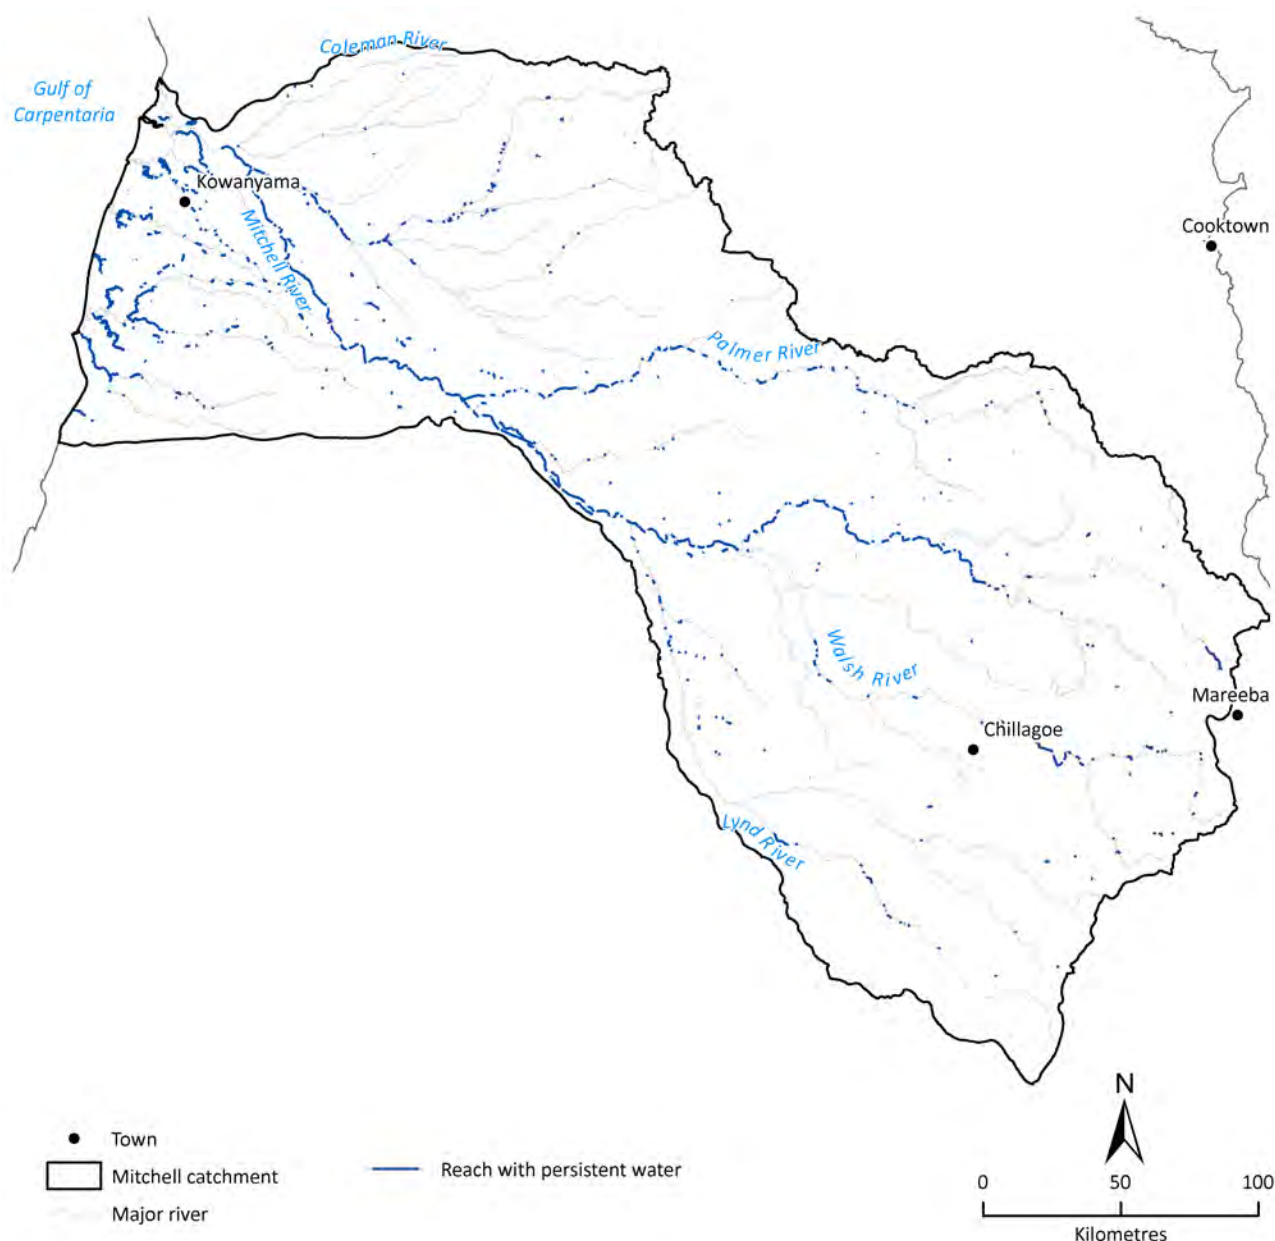 Coleman River
Gulf of
Carpentaria
Kowanyama
Mitchell River
Cooktown
Palmer River
Walsh River
Mareeba
Chillagoe
Lynd River
N
Town
Mitchell catchment
Reach with persistent water
Major river
0 50 100
Kilometres